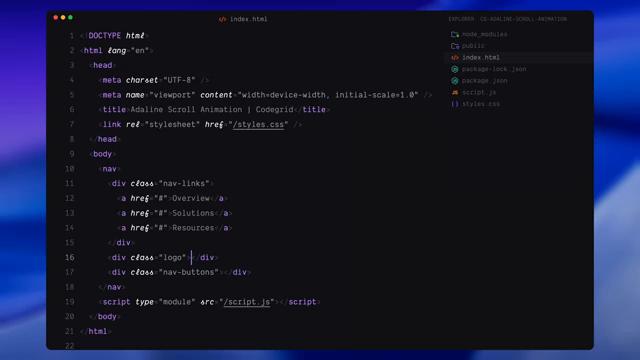 </> index.html
EXPLORER CG-ADALINE-SCROLL-ANIMATION
1 <!DOCTYPE html>
2 <html lang="en">
3 <head>
4 <meta charset="UTF-8" />
5 <meta name="viewport" content="width=device-width, initial-scale=1.0" />
6 <title>Adaline Scroll Animation | Codegrid</title>
7 <link rel="stylesheet" href="/styles.css" />
8 </head>
9 <body>
10 <nav>
11 <div class="nav-links">
12 <a href="#">Overview</a>
13 <a href="#">Solutions</a>
14 <a href="#">Resources</a>
15 </div>
16 <div class="logo"></div>
17 <div class="nav-buttons"></div>
18 </nav>
19 <script type="module" src="/script.js"></script>
20 </body>
21 </html>
22
node_modules
public
</> index.html
package-lock.json
package.json
JS script.js
{} styles.css